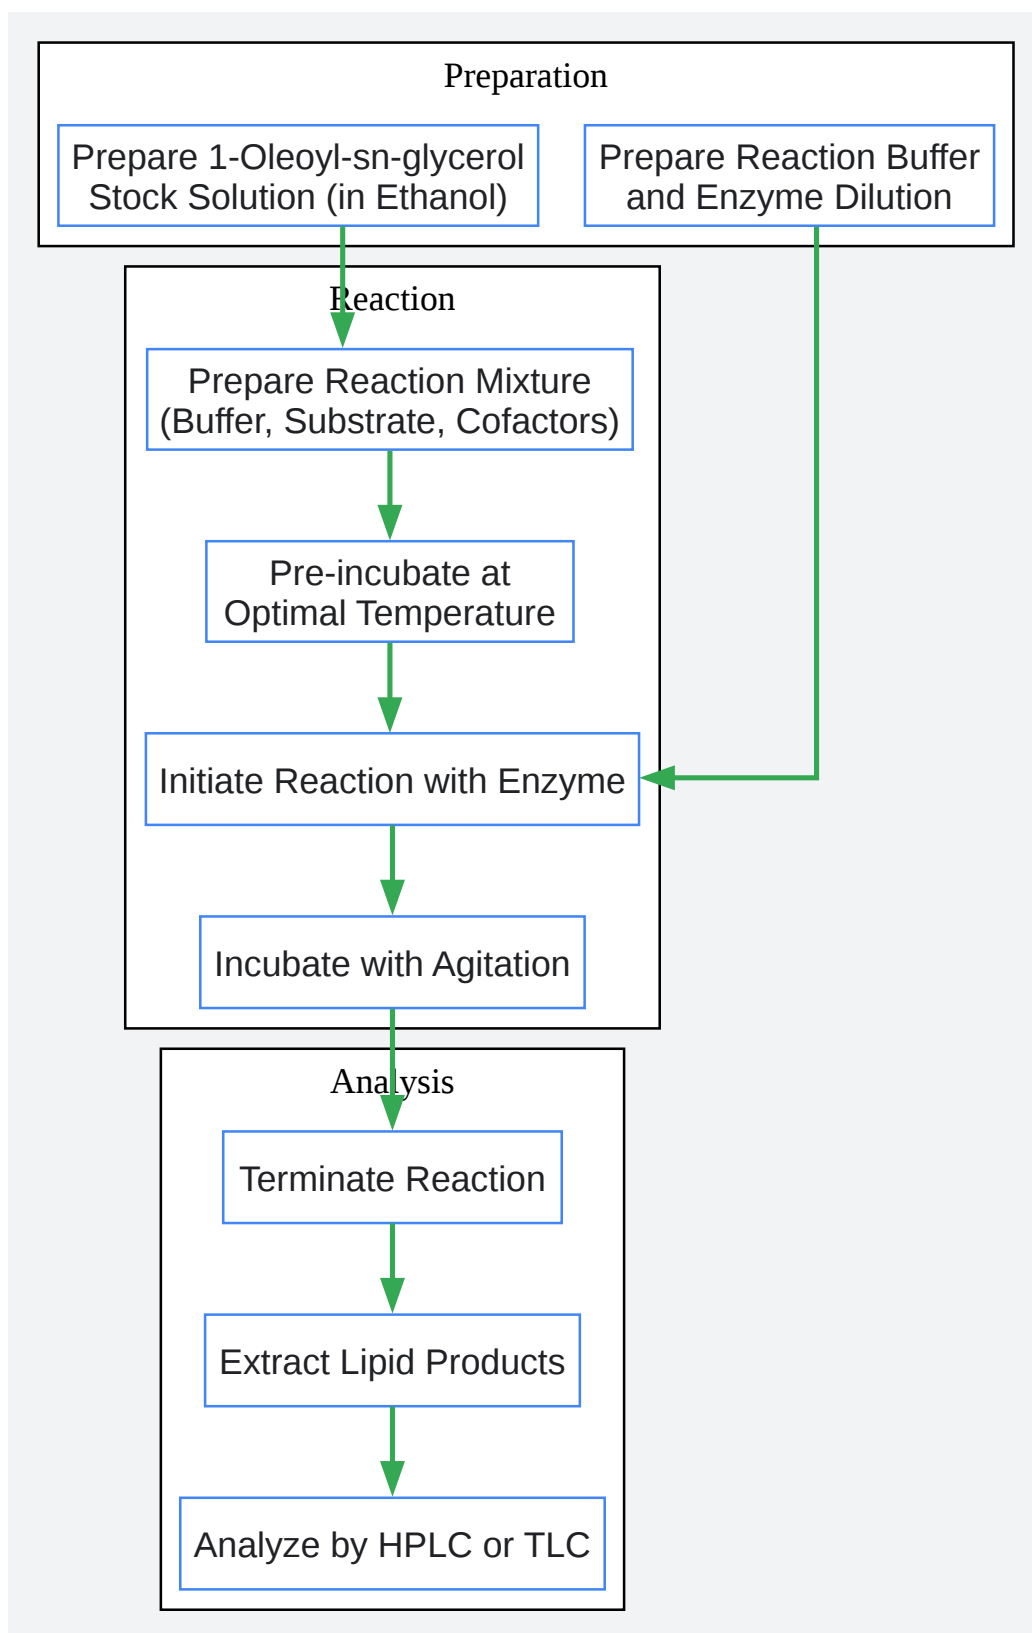 Preparation
Prepare 1-Oleoyl-sn-glycerol
Stock Solution (in Ethanol)
Prepare Reaction Buffer
and Enzyme Dilution
Reaction
Prepare Reaction Mixture
(Buffer, Substrate, Cofactors)
Pre-incubate at
Optimal Temperature
Initiate Reaction with Enzyme
Incubate with Agitation
Analysis
Terminate Reaction
Extract Lipid Products
Analyze by HPLC or TLC